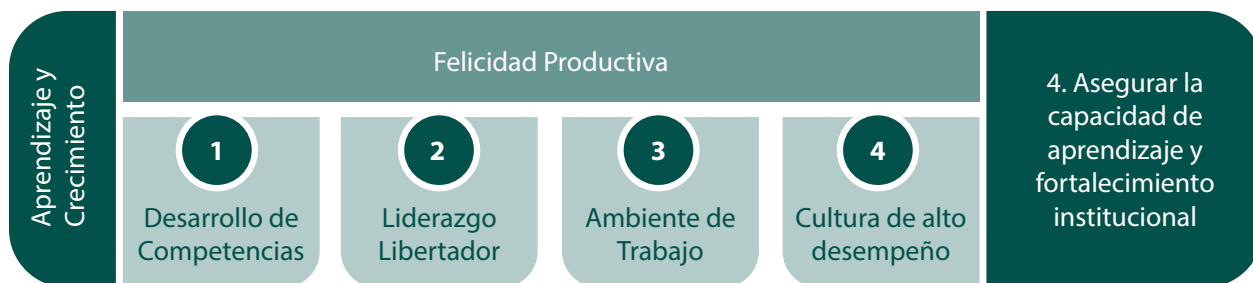 Aprendizaje y
Crecimiento
Felicidad Productiva
1
Desarrollo de
Competencias
2
Liderazgo
Libertador
3
Ambiente de
Trabajo
4
Cultura de alto
desempeño
4. Asegurar la
capacidad de
aprendizaje y
fortalecimiento
institucional